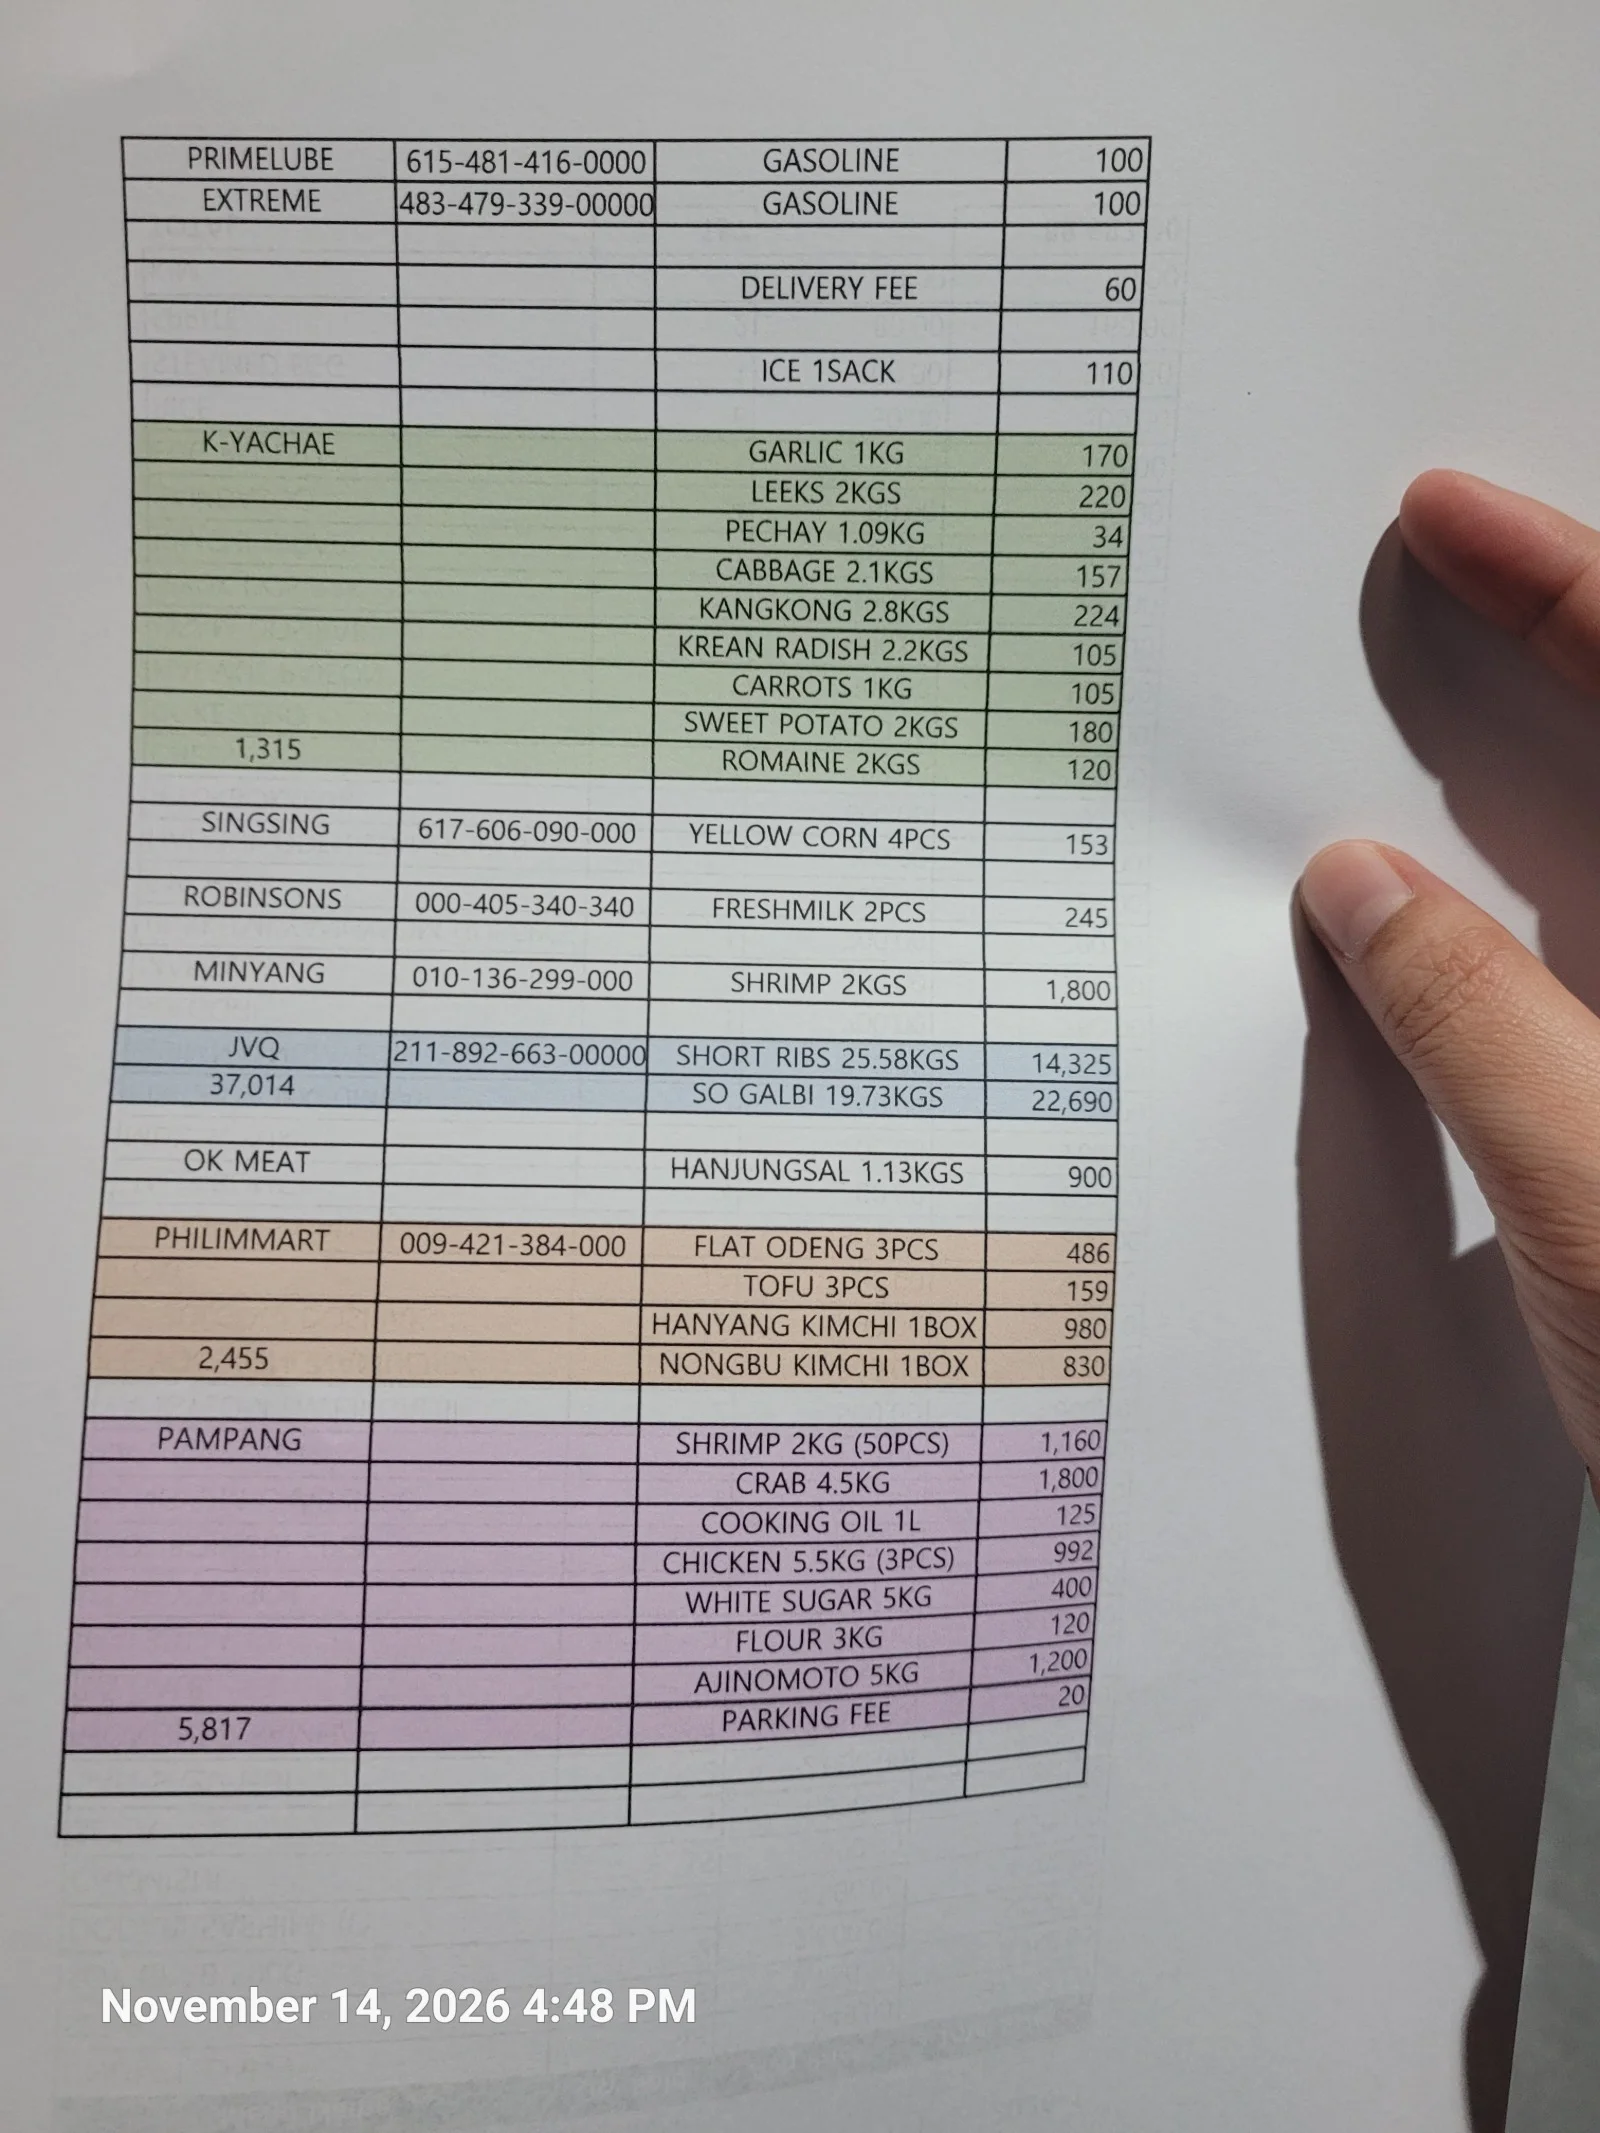 PRIMELUBE 615-481-416-0000 GASOLINE 100
EXTREME 483-479-339-00000 GASOLINE 100
DELIVERY FEE 60
ICE 1SACK 110
K-YACHAE GARLIC 1KG 170
LEEKS 2KGS 220
PECHAY 1.09KG 34
CABBAGE 2.1KGS 157
KANGKONG 2.8KGS 224
KREAN RADISH 2.2KGS 105
CARROTS 1KG 105
SWEET POTATO 2KGS 180
1,315 ROMAINE 2KGS 120
SINGSING 617-606-090-000 YELLOW CORN 4PCS 153
ROBINSONS 000-405-340-340 FRESHMILK 2PCS 245
MINYANG 010-136-299-000 SHRIMP 2KGS 1,800
JVQ 211-892-663-00000 SHORT RIBS 25.58KGS 14,325
37,014 SO GALBI 19.73KGS 22,690
OK MEAT HANJUNGSAL 1.13KGS 900
PHILIMMART 009-421-384-000 FLAT ODENG 3PCS 486
TOFU 3PCS 159
HANYANG KIMCHI 1BOX 980
2,455 NONGBU KIMCHI 1BOX 830
PAMPANG SHRIMP 2KG (50PCS) 1,160
CRAB 4.5KG 1,800
COOKING OIL 1L 125
CHICKEN 5.5KG (3PCS) 992
WHITE SUGAR 5KG 400
FLOUR 3KG 120
AJINOMOTO 5KG 1,200
5,817 PARKING FEE 20
November 14, 2026 4:48 PM